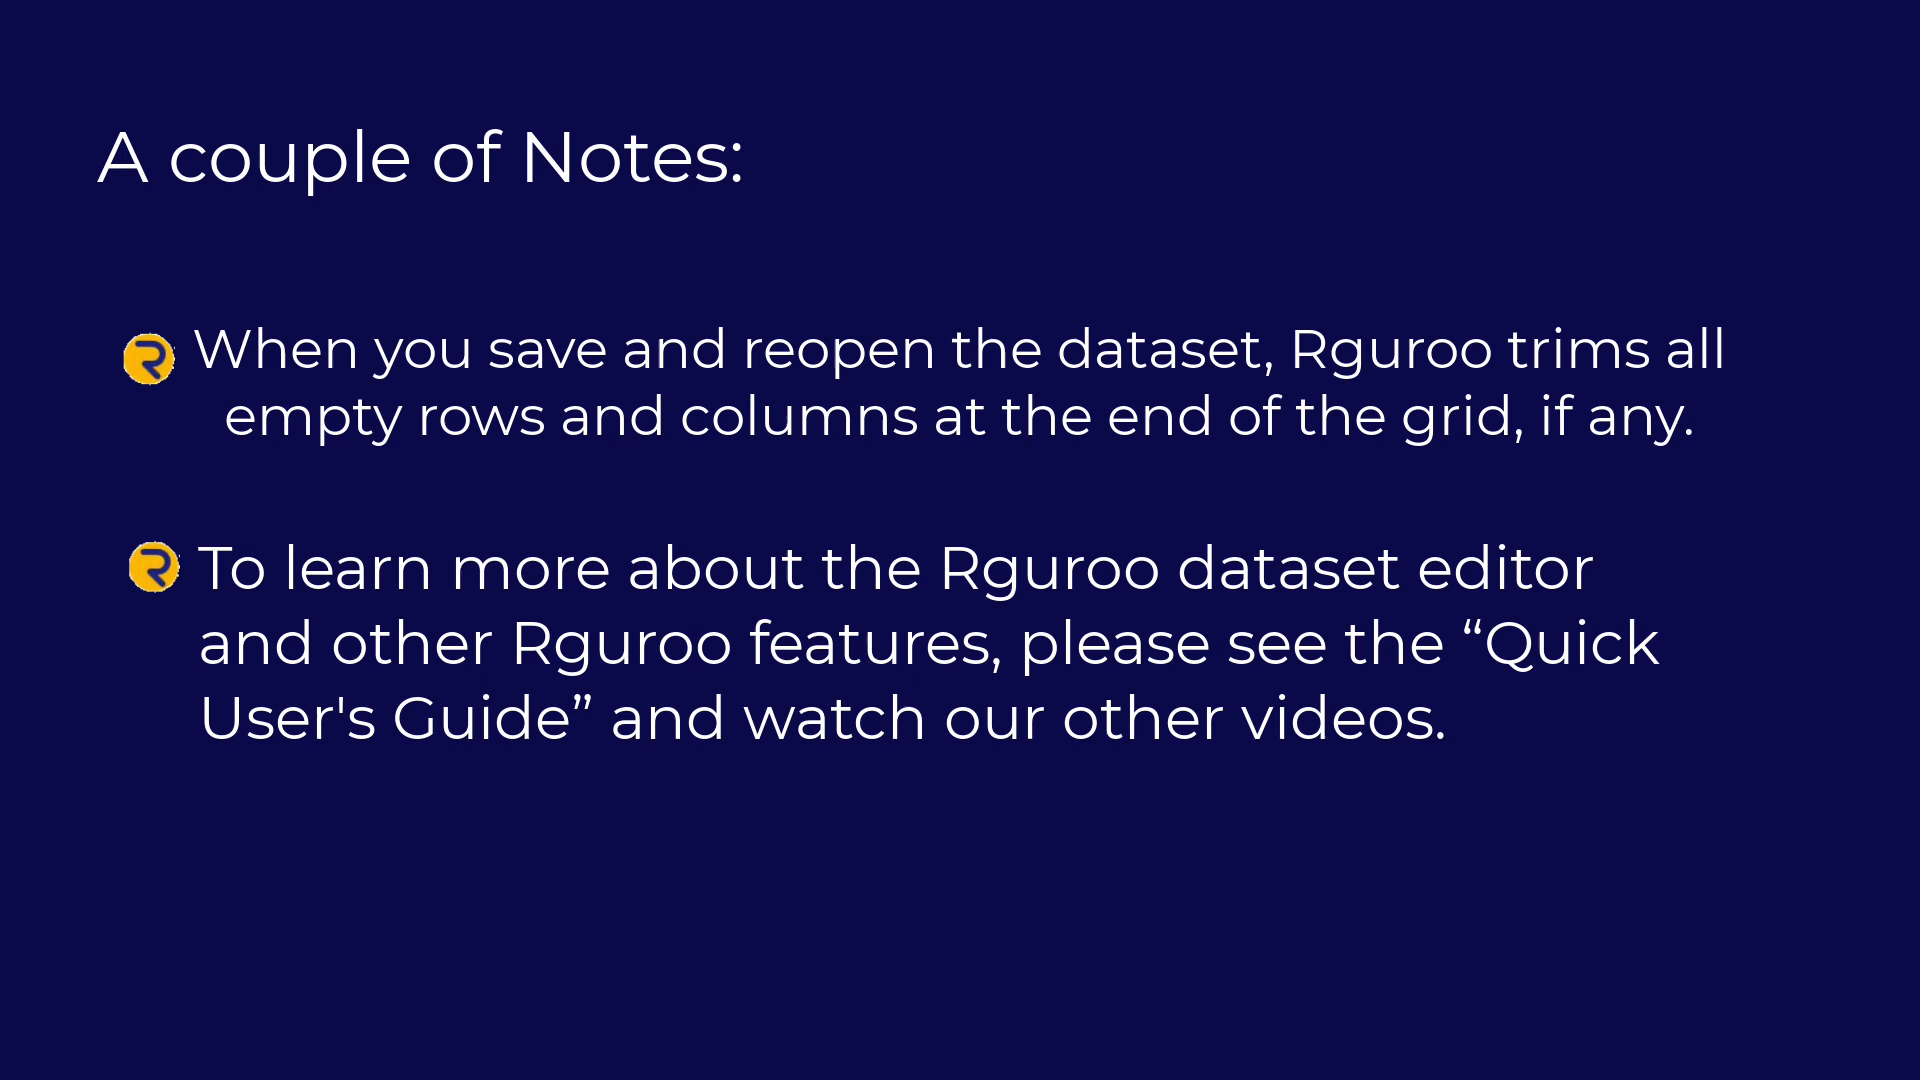 A couple of Notes:
When you save and reopen the dataset, Rguroo trims all
empty rows and columns at the end of the grid, if any.
To learn more about the Rguroo dataset editor
and other Rguroo features, please see the “Quick
User's Guide” and watch our other videos.